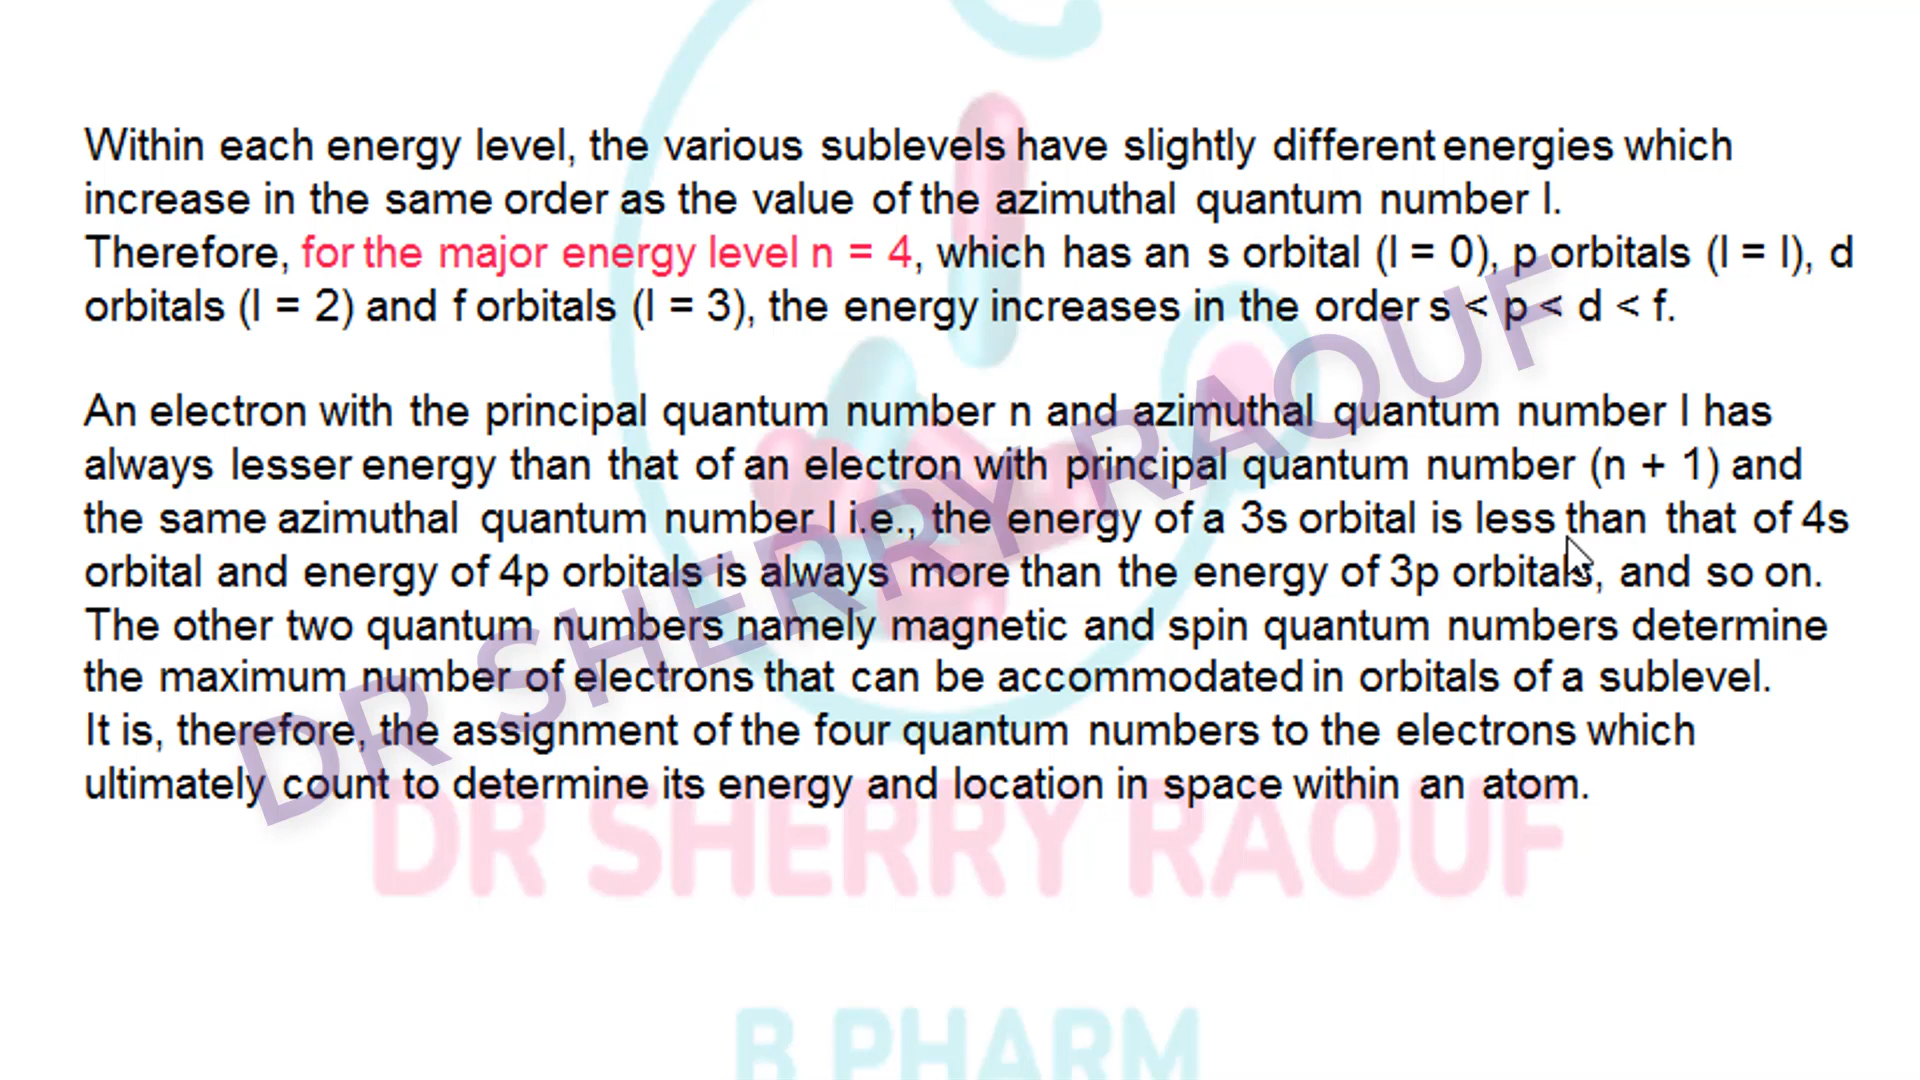 Within each energy level, the various sublevels have slightly different energies which
increase in the same order as the value of the azimuthal quantum number l.
Therefore, for the major energy level n = 4, which has an s orbital (l = 0), p orbitals (l = l), d
orbitals (l = 2) and f orbitals (l = 3), the energy increases in the order s < p < d < f.
An electron with the principal quantum number n and azimuthal quantum number l has
always lesser energy than that of an electron with principal quantum number (n + 1) and
the same azimuthal quantum number l i.e., the energy of a 3s orbital is less than that of 4s
orbital and energy of 4p orbitals is always more than the energy of 3p orbitals, and so on.
The other two quantum numbers namely magnetic and spin quantum numbers determine
the maximum number of electrons that can be accommodated in orbitals of a sublevel.
It is, therefore, the assignment of the four quantum numbers to the electrons which
ultimately count to determine its energy and location in space within an atom.
DR SHERRY RAOUF
DR SHERRY RAOUF
B PHARM